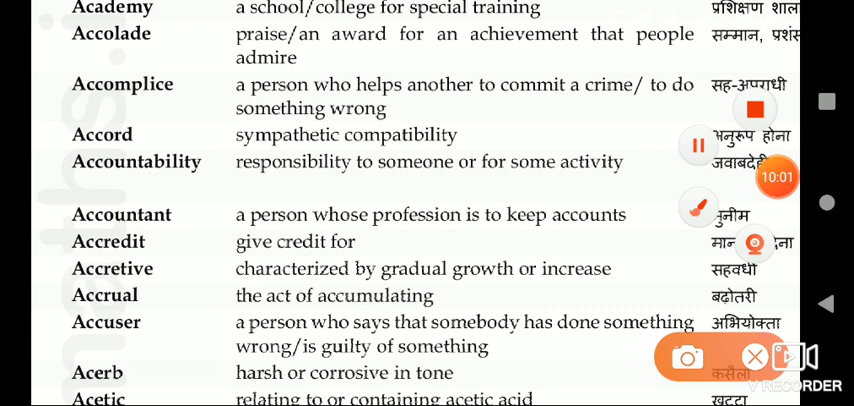 Academy a school/college for special training प्रशिक्षण शाला
Accolade praise/an award for an achievement that people सम्मान, प्रशंस
admire
Accomplice a person who helps another to commit a crime/ to do सह-अपराधी
something wrong
Accord sympathetic compatibility अनुरूप होना
Accountability responsibility to someone or for some activity जवाबदेही
10:01
Accountant a person whose profession is to keep accounts मुनीम
Accredit give credit for
Accretive characterized by gradual growth or increase सहवर्धी
Accrual the act of accumulating बढ़ोतरी
Accuser a person who says that somebody has done something अभियोक्ता
wrong/is guilty of something
Acerb harsh or corrosive in tone कसैला
V RECORDER
Acetic relating to or containing acetic acid खट्टा
maths.i